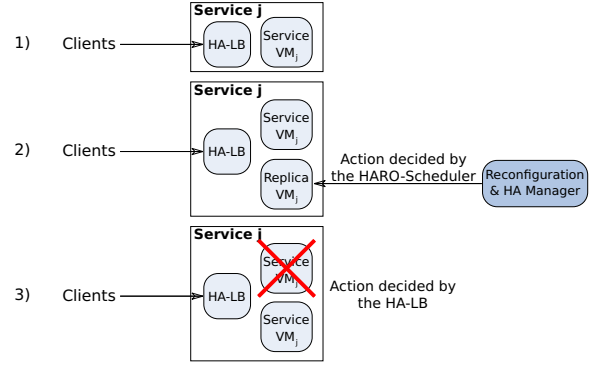 Service j
1) Clients
HA-LB
Service
VMj
Service j
2) Clients
HA-LB
Service
VMj
Replica
VMj
Action decided by
the HARO-Scheduler
Reconfiguration
& HA Manager
Service j
3) Clients
HA-LB
Service
VMj
Service
VMj
Action decided by
the HA-LB